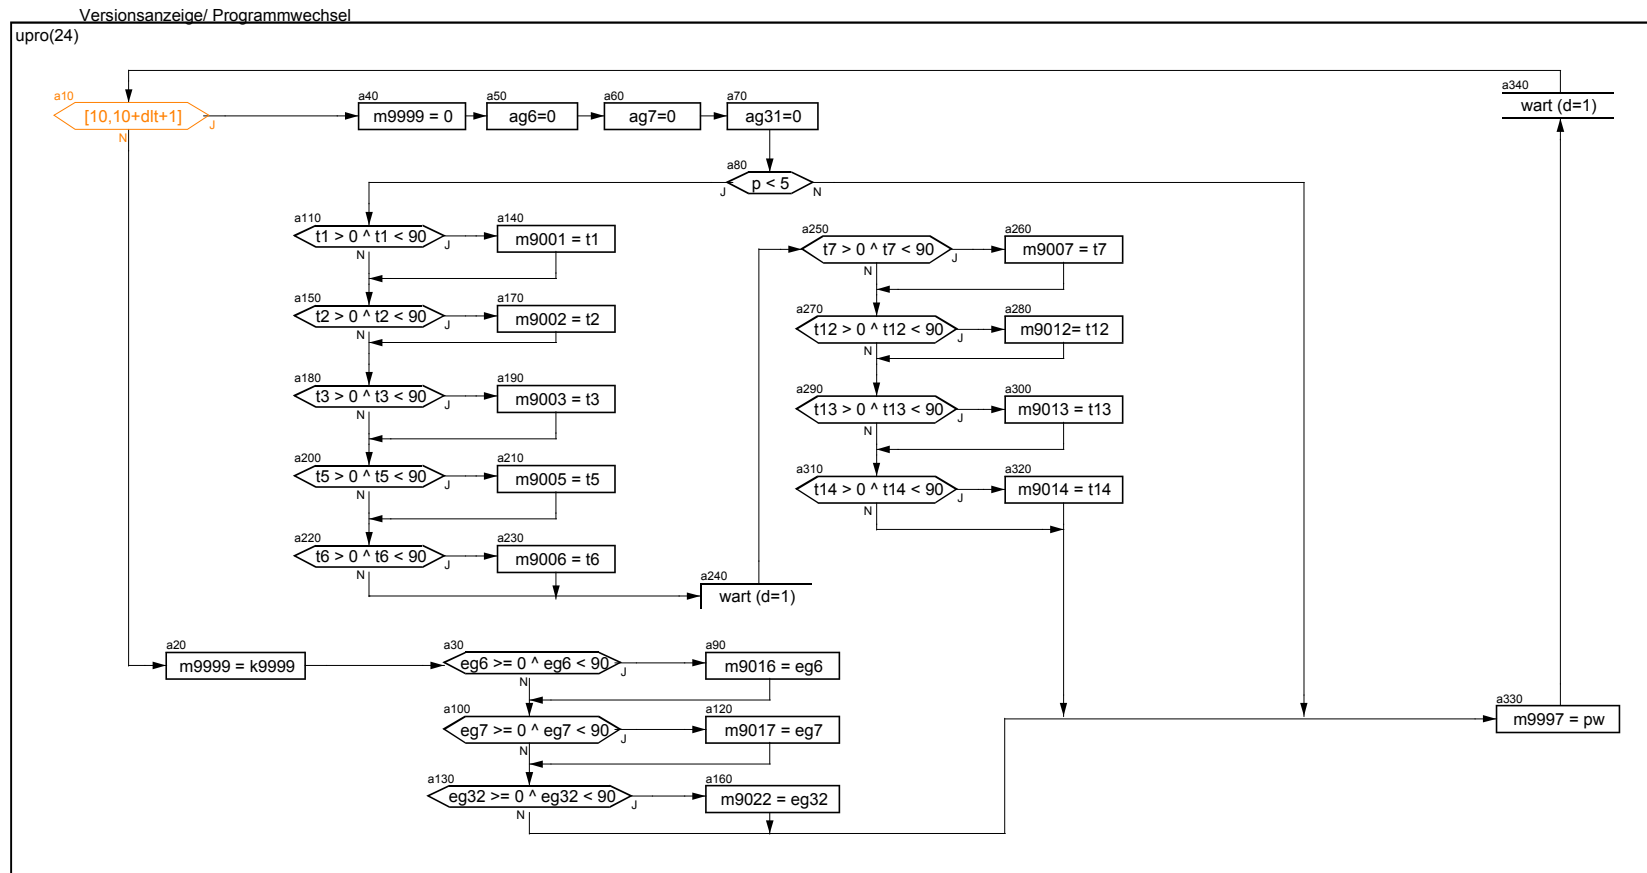 Versionsanzeige/ Programmwechsel
upro(24)
a10
[10,10+dlt+1]
J
N
a40
m9999 = 0
a50
ag6=0
a60
ag7=0
a70
ag31=0
a340
wart (d=1)
a80
p < 5
J
N
a110
t1 > 0 ^ t1 < 90
J
N
a140
m9001 = t1
a150
t2 > 0 ^ t2 < 90
J
N
a170
m9002 = t2
a180
t3 > 0 ^ t3 < 90
J
N
a190
m9003 = t3
a200
t5 > 0 ^ t5 < 90
J
N
a210
m9005 = t5
a220
t6 > 0 ^ t6 < 90
J
N
a230
m9006 = t6
a240
wart (d=1)
a250
t7 > 0 ^ t7 < 90
J
N
a260
m9007 = t7
a270
t12 > 0 ^ t12 < 90
J
N
a280
m9012= t12
a290
t13 > 0 ^ t13 < 90
J
N
a300
m9013 = t13
a310
t14 > 0 ^ t14 < 90
J
N
a320
m9014 = t14
a20
m9999 = k9999
a30
eg6 >= 0 ^ eg6 < 90
J
N
a90
m9016 = eg6
a100
eg7 >= 0 ^ eg7 < 90
J
N
a120
m9017 = eg7
a130
eg32 >= 0 ^ eg32 < 90
J
N
a160
m9022 = eg32
a330
m9997 = pw